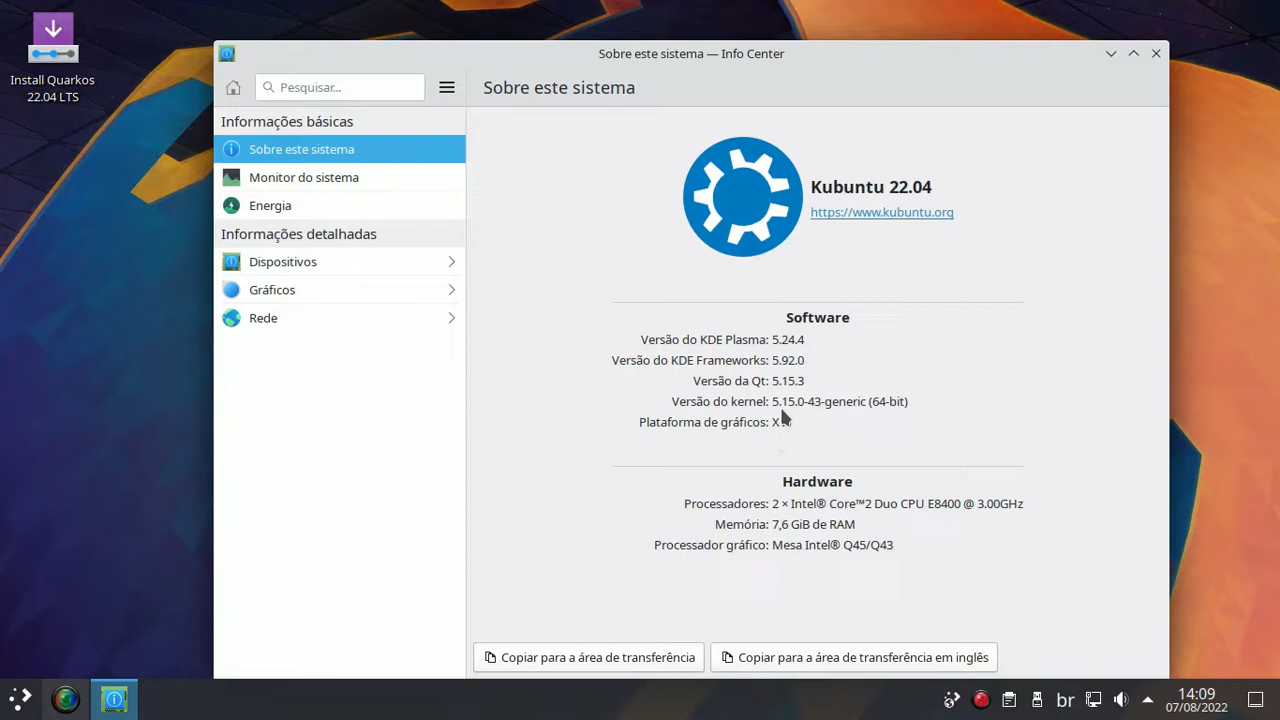 Install Quarkos
22.04 LTS
Sobre este sistema — Info Center
Pesquisar...
Sobre este sistema
Informações básicas
Sobre este sistema
Monitor do sistema
Energia
Informações detalhadas
Dispositivos
Gráficos
Rede
Kubuntu 22.04
https://www.kubuntu.org
Software
Versão do KDE Plasma: 5.24.4
Versão do KDE Frameworks: 5.92.0
Versão da Qt: 5.15.3
Versão do kernel: 5.15.0-43-generic (64-bit)
Plataforma de gráficos:
Hardware
Processadores: 2 × Intel® Core™2 Duo CPU E8400 @ 3.00GHz
Memória: 7,6 GiB de RAM
Processador gráfico: Mesa Intel® Q45/Q43
Copiar para a área de transferência
Copiar para a área de transferência em inglês
br
14:09
07/08/2022